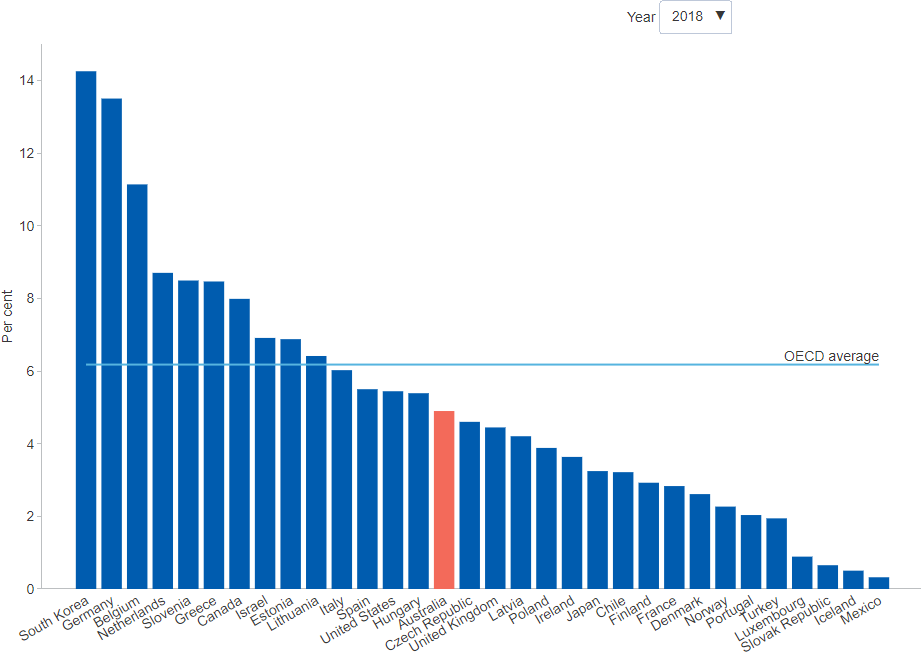 Year 2018 ▼
Per cent
14
12
10
8
6
4
2
0
OECD average
South Korea
Germany
Belgium
Netherlands
Slovenia
Greece
Canada
Israel
Estonia
Lithuania
Italy
Spain
United States
Hungary
Australia
Czech Republic
United Kingdom
Latvia
Poland
Ireland
Japan
Chile
Finland
France
Denmark
Norway
Portugal
Turkey
Luxembourg
Slovak Republic
Iceland
Mexico